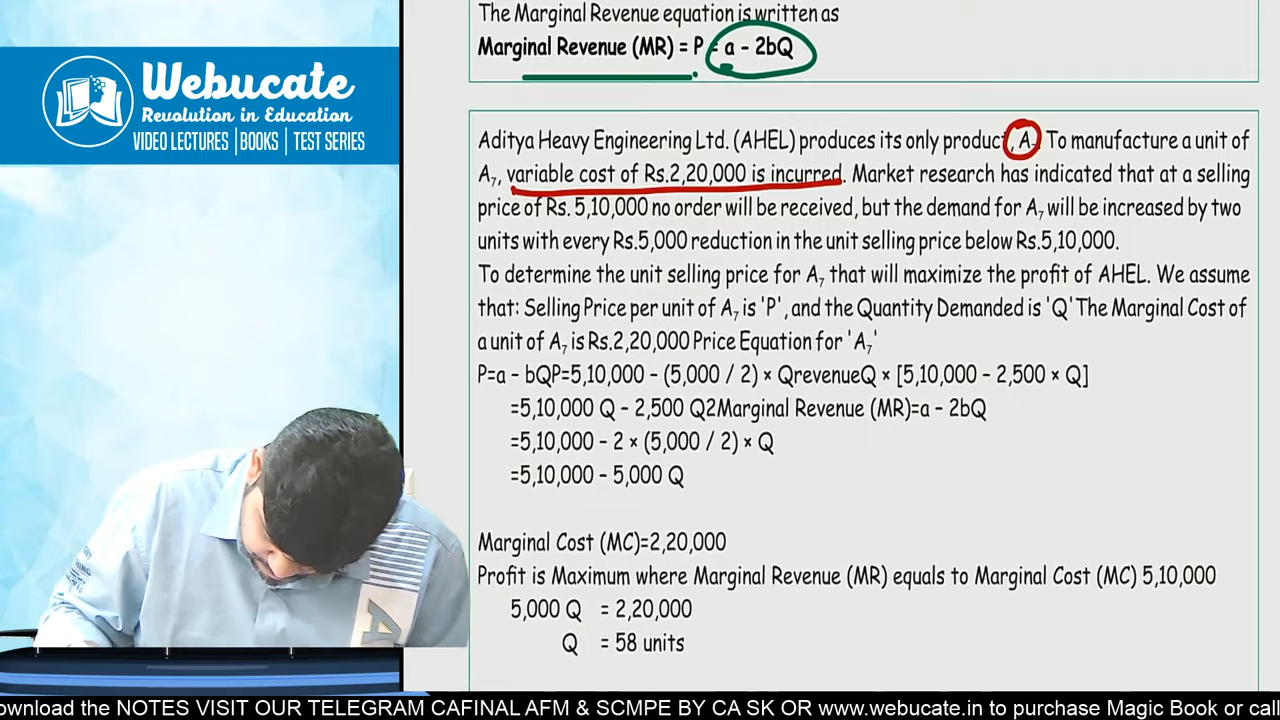 The Marginal Revenue equation is written as
Marginal Revenue (MR) = P = a - 2bQ
Webucate
Revolution in Education
VIDEO LECTURES | BOOKS | TEST SERIES
Aditya Heavy Engineering Ltd. (AHEL) produces its only product, A₇. To manufacture a unit of
A₇, variable cost of Rs.2,20,000 is incurred. Market research has indicated that at a selling
price of Rs. 5,10,000 no order will be received, but the demand for A₇ will be increased by two
units with every Rs.5,000 reduction in the unit selling price below Rs.5,10,000.
To determine the unit selling price for A₇ that will maximize the profit of AHEL. We assume
that: Selling Price per unit of A₇ is 'P', and the Quantity Demanded is 'Q'The Marginal Cost of
a unit of A₇ is Rs.2,20,000 Price Equation for 'A₇'
P=a - bQP=5,10,000 - (5,000 / 2) × QrevenueQ × [5,10,000 - 2,500 × Q]
=5,10,000 Q - 2,500 Q2Marginal Revenue (MR)=a - 2bQ
=5,10,000 - 2 × (5,000 / 2) × Q
=5,10,000 - 5,000 Q
Marginal Cost (MC)=2,20,000
Profit is Maximum where Marginal Revenue (MR) equals to Marginal Cost (MC) 5,10,000
5,000 Q = 2,20,000
Q = 58 units
ownload the NOTES VISIT OUR TELEGRAM CAFINAL AFM & SCMPE BY CA SK OR www.webucate.in to purchase Magic Book or call